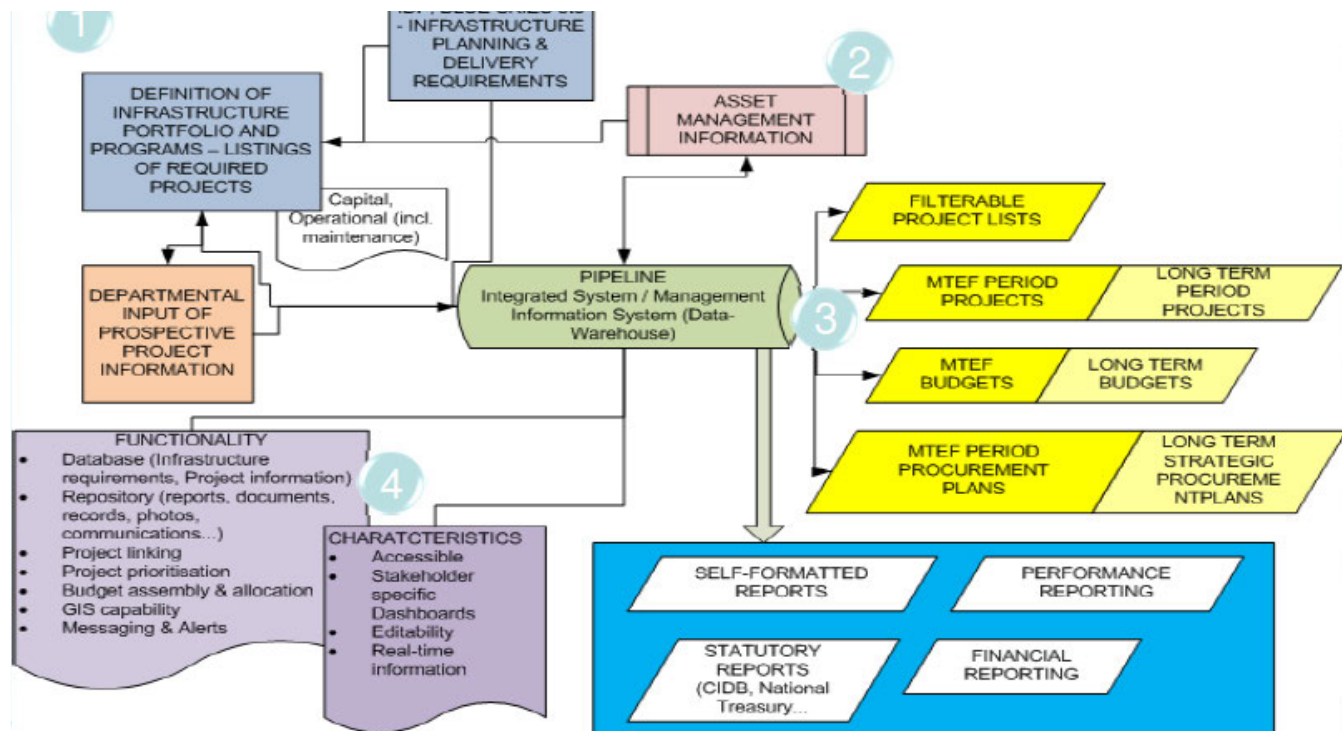 1
- INFRASTRUCTURE
PLANNING &
DELIVERY
REQUIREMENTS
2
DEFINITION OF
INFRASTRUCTURE
PORTFOLIO AND
PROGRAMS – LISTINGS
OF REQUIRED
PROJECTS
ASSET
MANAGEMENT
INFORMATION
Capital,
Operational (incl.
maintenance)
FILTERABLE
PROJECT LISTS
DEPARTMENTAL
INPUT OF
PROSPECTIVE
PROJECT
INFORMATION
PIPELINE
Integrated System / Management
Information System (Data-
Warehouse)
3
MTEF PERIOD
PROJECTS
LONG TERM
PERIOD
PROJECTS
MTEF
BUDGETS
LONG TERM
BUDGETS
MTEF PERIOD
PROCUREMENT
PLANS
LONG TERM
STRATEGIC
PROCUREME
NTPLANS
FUNCTIONALITY
• Database (Infrastructure
requirements, Project information)
• Repository (reports, documents,
records, photos,
communications...)
• Project linking
• Project prioritisation
• Budget assembly & allocation
• GIS capability
• Messaging & Alerts
4
CHARATCTERISTICS
• Accessible
• Stakeholder
specific
Dashboards
• Editability
• Real-time
information
SELF-FORMATTED
REPORTS
PERFORMANCE
REPORTING
STATUTORY
REPORTS
(CIDB, National
Treasury...
FINANCIAL
REPORTING